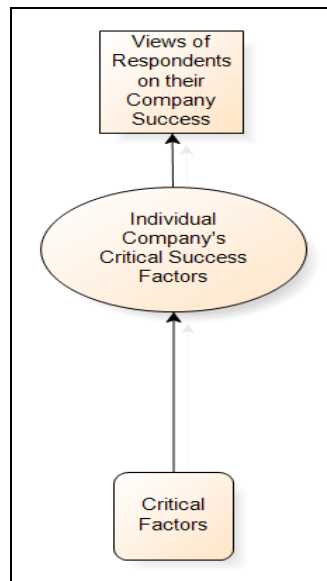 Views of
Respondents
on their
Company
Success
Individual
Company's
Critical Success
Factors
Critical
Factors